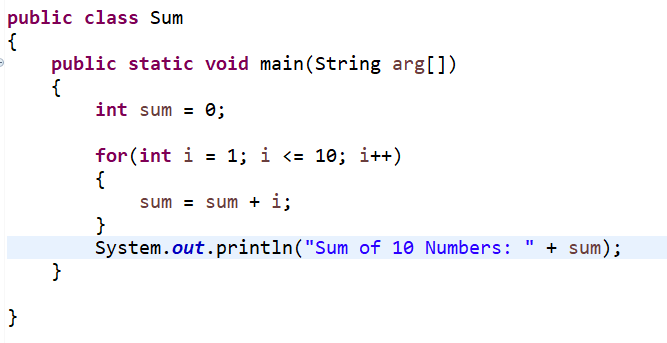 public class Sum
{
    public static void main(String arg[])
    {
        int sum = 0;

        for(int i = 1; i <= 10; i++)
        {
            sum = sum + i;
        }
        System.out.println("Sum of 10 Numbers: " + sum);
    }

}